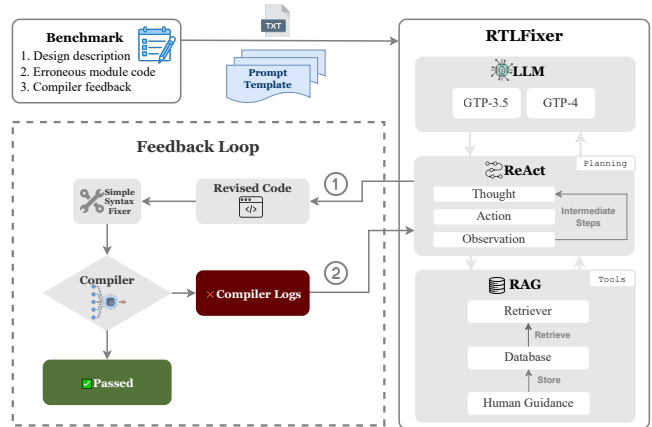 Benchmark
1. Design description
2. Erroneous module code
3. Compiler feedback
TXT
Prompt
Template
RTLFixer
LLM
GTP-3.5
GTP-4
Planning
ReAct
Thought
Action
Observation
Intermediate
Steps
Tools
RAG
Retriever
Retrieve
Database
Store
Human Guidance
Feedback Loop
1
Revised Code
</>
Simple
Syntax
Fixer
Compiler
2
Compiler Logs
Passed